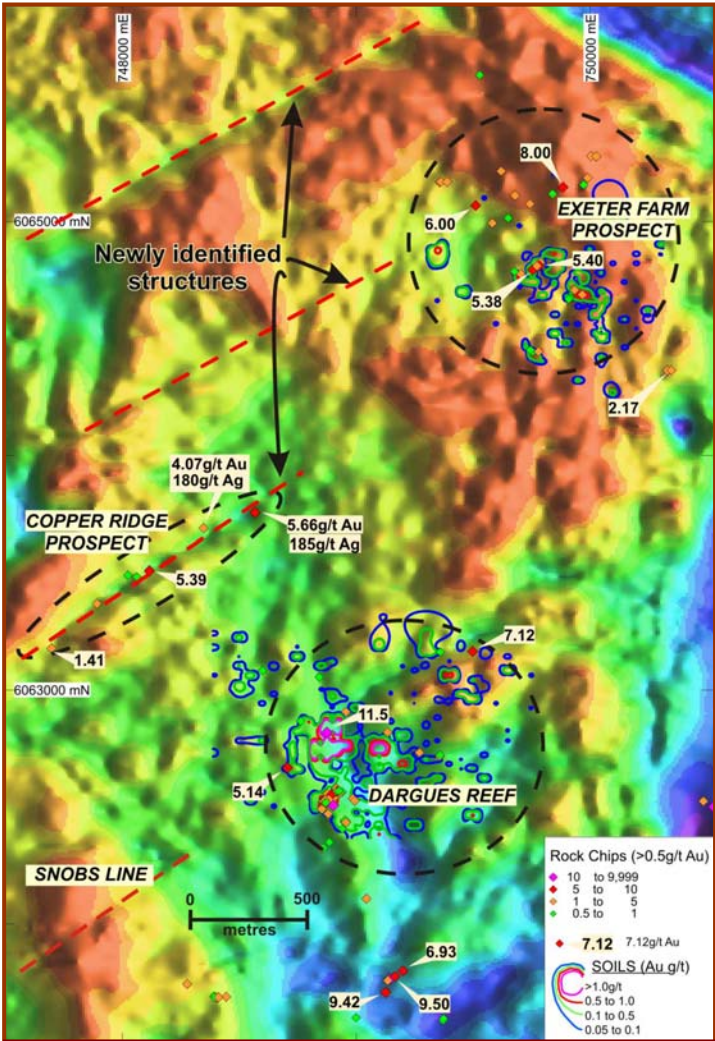 748000 mE
750000 mE
8.00
6065000 mN
6.00
EXETER FARM
PROSPECT
Newly identified
structures
5.40
5.38
2.17
4.07g/t Au
180g/t Ag
COPPER RIDGE
PROSPECT
5.66g/t Au
185g/t Ag
5.39
1.41
7.12
6063000 mN
11.5
5.14
DARGUES REEF
SNOBS LINE
0 500
metres
6.93
9.50
9.42
Rock Chips (>0.5g/t Au)
10 to 9,999
5 to 10
1 to 5
0.5 to 1
7.12 7.12g/t Au
SOILS (Au g/t)
>1.0g/t
0.5 to 1.0
0.1 to 0.5
0.05 to 0.1